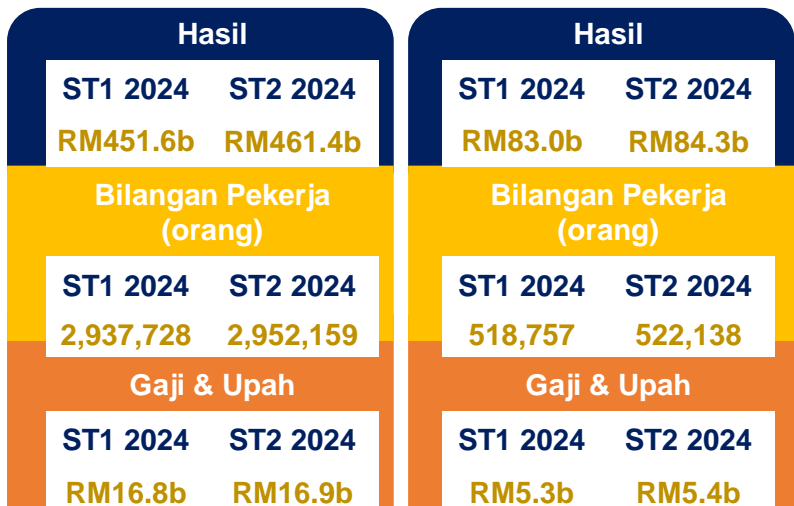 Hasil
ST1 2024 ST2 2024
RM451.6b RM461.4b
Bilangan Pekerja
(orang)
ST1 2024 ST2 2024
2,937,728 2,952,159
Gaji & Upah
ST1 2024 ST2 2024
RM16.8b RM16.9b
Hasil
ST1 2024 ST2 2024
RM83.0b RM84.3b
Bilangan Pekerja
(orang)
ST1 2024 ST2 2024
518,757 522,138
Gaji & Upah
ST1 2024 ST2 2024
RM5.3b RM5.4b